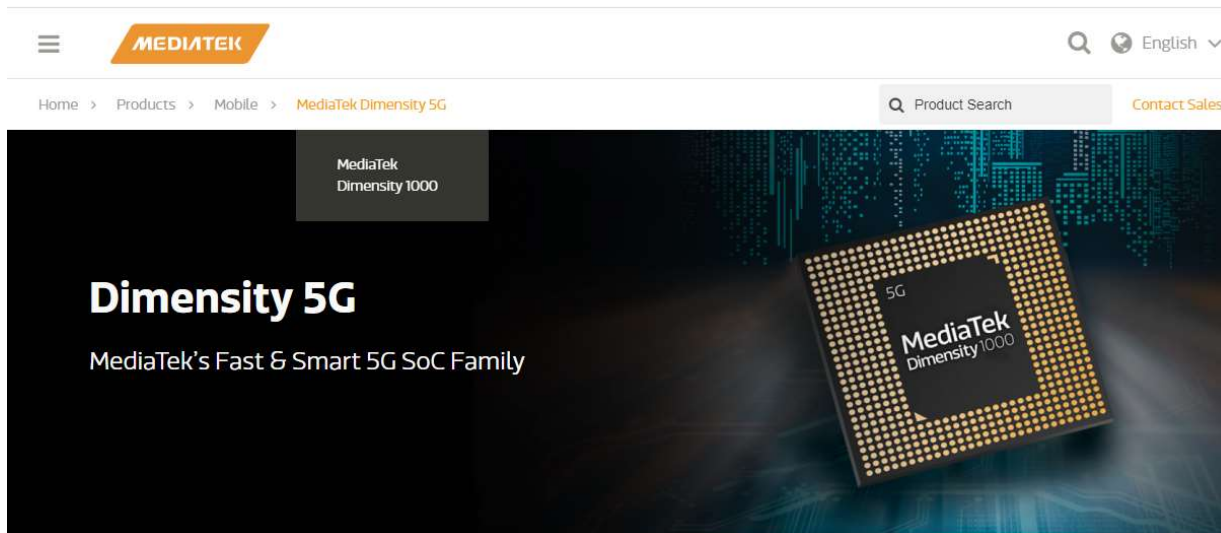 MEDIATEK
English
Home > Products > Mobile > MediaTek Dimensity 5G
Product Search
Contact Sales
MediaTek
Dimensity 1000
Dimensity 5G
MediaTek's Fast & Smart 5G SoC Family
5G
MediaTek
Dimensity 1000